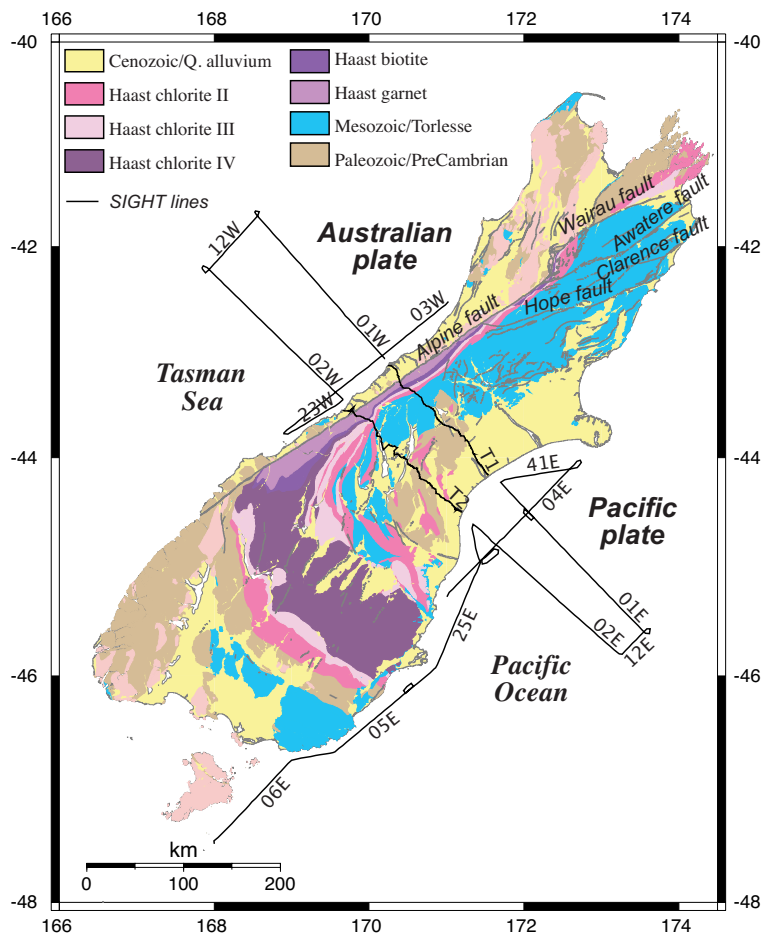 166
168
170
172
174
-40
-40
Cenozoic/Q. alluvium
Haast biotite
Haast chlorite II
Haast garnet
Haast chlorite III
Mesozoic/Torlesse
Haast chlorite IV
Paleozoic/PreCambrian
SIGHT lines
Wairau fault
Awatere fault
Clarence fault
Hope fault
Alpine fault
-42
-42
12W
Australian
plate
03W
01W
02W
23W
Tasman
Sea
-44
-44
T1
T2
41E
04E
Pacific
plate
01E
02E
12E
25E
-46
-46
Pacific
Ocean
05E
06E
km
0
100
200
-48
-48
166
168
170
172
174